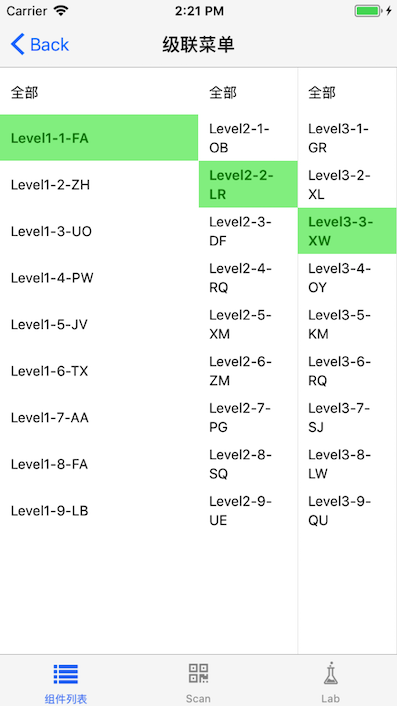 Carrier 2:21 PM
Back 级联菜单
全部
Level1-1-FA
Level1-2-ZH
Level1-3-UO
Level1-4-PW
Level1-5-JV
Level1-6-TX
Level1-7-AA
Level1-8-FA
Level1-9-LB
全部
Level2-1-
OB
Level2-2-
LR
Level2-3-
DF
Level2-4-
RQ
Level2-5-
XM
Level2-6-
ZM
Level2-7-
PG
Level2-8-
SQ
Level2-9-
UE
全部
Level3-1-
GR
Level3-2-
XL
Level3-3-
XW
Level3-4-
OY
Level3-5-
KM
Level3-6-
RQ
Level3-7-
SJ
Level3-8-
LW
Level3-9-
QU
组件列表 Scan Lab